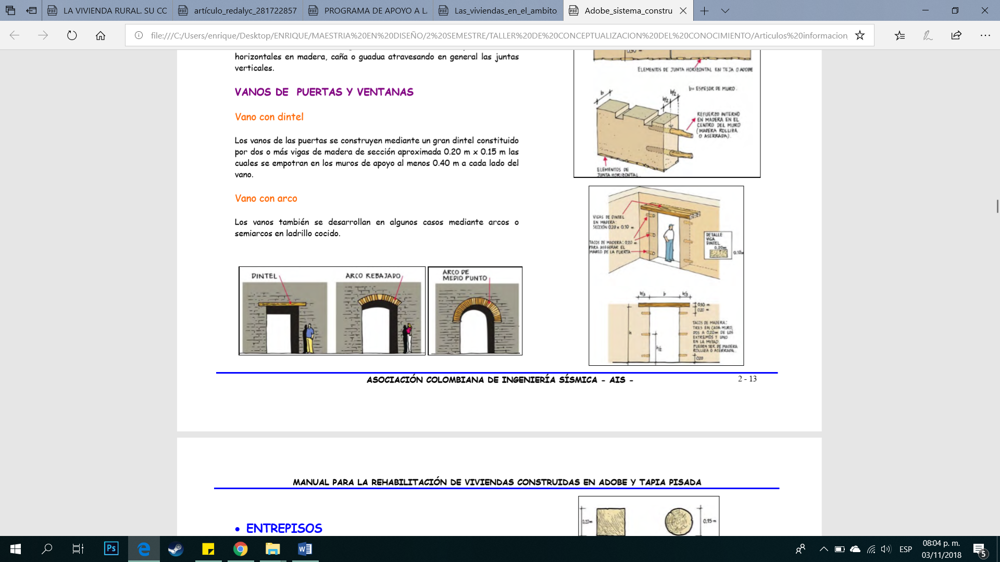 LA VIVIENDA RURAL. SU CO
artículo_redalyc_281722857
PROGRAMA DE APOYO A L
Las_viviendas_en_el_ambito
Adobe_sistema_constru
file:///C:/Users/enrique/Desktop/ENRIQUE/MAESTRIA%20EN%20DISEÑO/2%20SEMESTRE/TALLER%20DE%20CONCEPTUALIZACION%20DEL%20CONOCIMIENTO/Articulos%20informacion_
horizontales en madera, caña o guadua atravesando en general las juntas
verticales.
VANOS DE PUERTAS Y VENTANAS
Vano con dintel
Los vanos de las puertas se construyen mediante un gran dintel constituido
por dos o más vigas de madera de sección aproximada 0.20 m x 0.15 m las
cuales se empotran en los muros de apoyo al menos 0.40 m a cada lado del
vano.
Vano con arco
Los vanos también se desarrollan en algunos casos mediante arcos o
semiarcos en ladrillo cocido.
DINTEL
ARCO REBAJADO
ARCO DE
MEDIO PUNTO
ELEMENTOS DE JUNTA HORIZONTAL EN TEJA O ADOBE
b= ESPESOR DE MURO.
b
b/2
b/2
REFUERZO INTERNO
EN MADERA EN EL
CENTRO DEL MURO
(MADERA ROLLIZA
O ASERRADA).
ELEMENTOS DE
JUNTA HORIZONTAL.
VIGAS DE DINTEL
EN MADERA:
SECCIÓN 0.20 x 0.10 m
TACOS DE MADERA: 0,20 m
PARA ASEGURAR EL
MARCO DE LA PUERTA
DETALLE
VIGA
DINTEL
0.20m
0.10m
b/3
b
b/3
0,20 m
TACOS DE MADERA:
TRES EN CADA MURO,
DOS A 0,20m DE LOS
EXTREMOS Y UNO
EN LA MITAD.
PUEDEN SER DE MADERA
ROLLIZA O ASERRADA.
h
h/2
0,20
ASOCIACIÓN COLOMBIANA DE INGENIERÍA SÍSMICA - AIS -
2 - 13
MANUAL PARA LA REHABILITACIÓN DE VIVIENDAS CONSTRUIDAS EN ADOBE Y TAPIA PISADA
• ENTREPISOS
0,20m
0.15 m
Ps
ESP
08:04 p. m.
03/11/2018
5